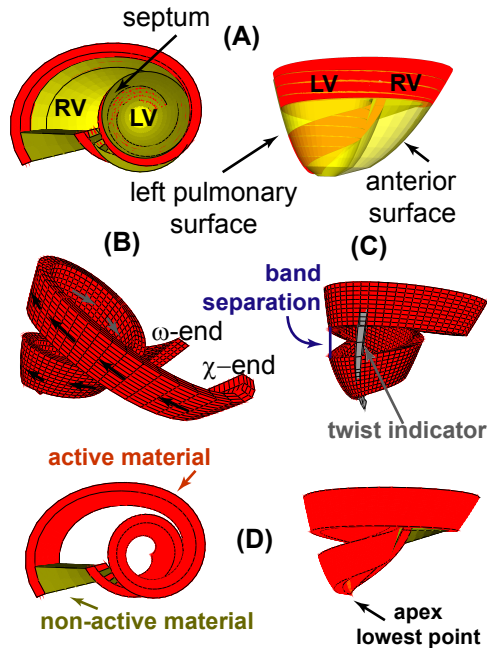 septum
(A)
RV
LV
LV
RV
left pulmonary
surface
anterior
surface
(B)
(C)
band
separation
ω-end
χ-end
twist indicator
active material
(D)
non-active material
apex
lowest point